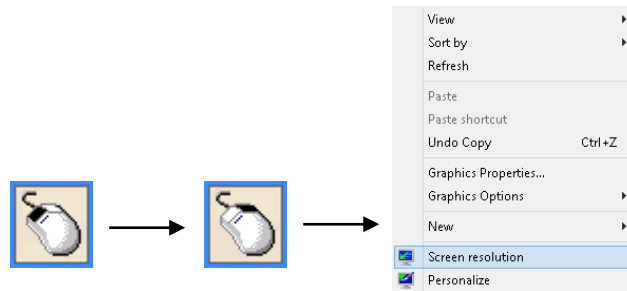 View
Sort by
Refresh
Paste
Paste shortcut
Undo Copy Ctrl+Z
Graphics Properties...
Graphics Options
New
Screen resolution
Personalize